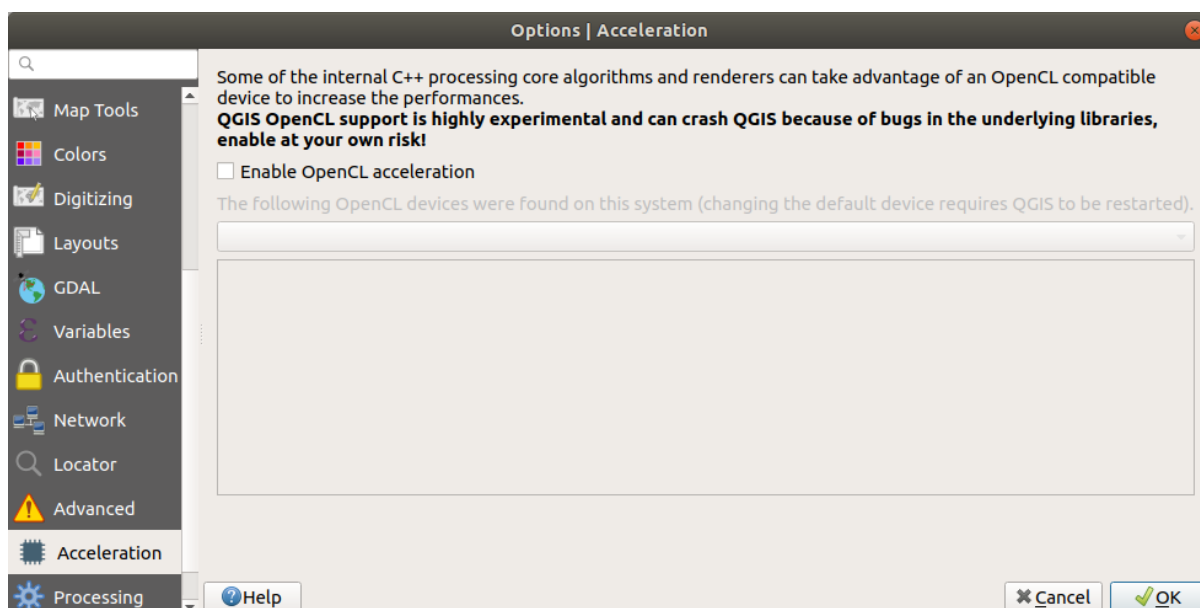 Options | Acceleration
Map Tools
Colors
Digitizing
Layouts
GDAL
Variables
Authentication
Network
Locator
Advanced
Acceleration
Processing
Some of the internal C++ processing core algorithms and renderers can take advantage of an OpenCL compatible
device to increase the performances.
QGIS OpenCL support is highly experimental and can crash QGIS because of bugs in the underlying libraries,
enable at your own risk!
Enable OpenCL acceleration
The following OpenCL devices were found on this system (changing the default device requires QGIS to be restarted).
Help
Cancel
OK